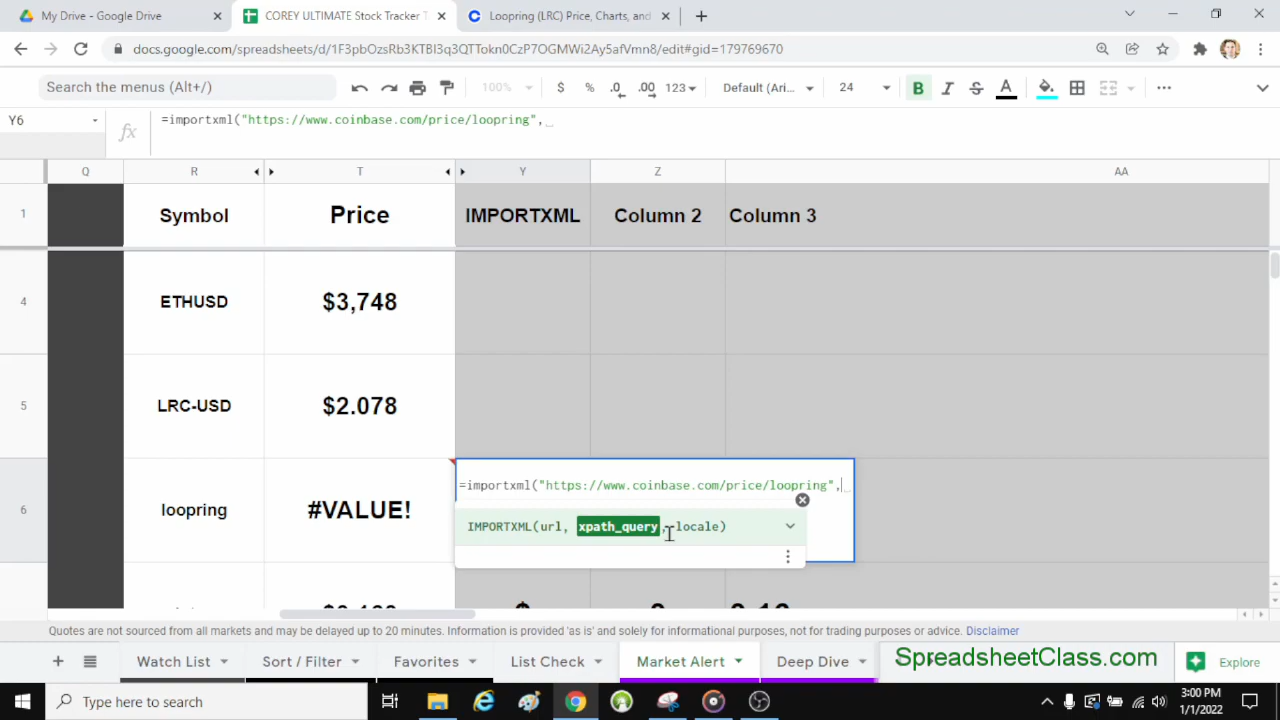 My Drive - Google Drive
COREY ULTIMATE Stock Tracker T
Loopring (LRC) Price, Charts, and
docs.google.com/spreadsheets/d/1F3pbOzsRb3KTBI3q3QTTokn0CzP7OGMWi2Ay5afVmn8/edit#gid=179769670
Search the menus (Alt+/)
100%
$
%
.0
.00
123
Default (Ari...
24
B
I
S
A
Y6
fx
=importxml("https://www.coinbase.com/price/loopring",
Q
R
T
Y
Z
AA
1
Symbol
Price
IMPORTXML
Column 2
Column 3
4
ETHUSD
$3,748
5
LRC-USD
$2.078
6
loopring
#VALUE!
=importxml("https://www.coinbase.com/price/loopring",
IMPORTXML(url, xpath_query, locale)
Quotes are not sourced from all markets and may be delayed up to 20 minutes. Information is provided 'as is' and solely for informational purposes, not for trading purposes or advice. Disclaimer
Watch List
Sort / Filter
Favorites
List Check
Market Alert
Deep Dive
SpreadsheetClass.com
Explore
Type here to search
3:00 PM
1/1/2022